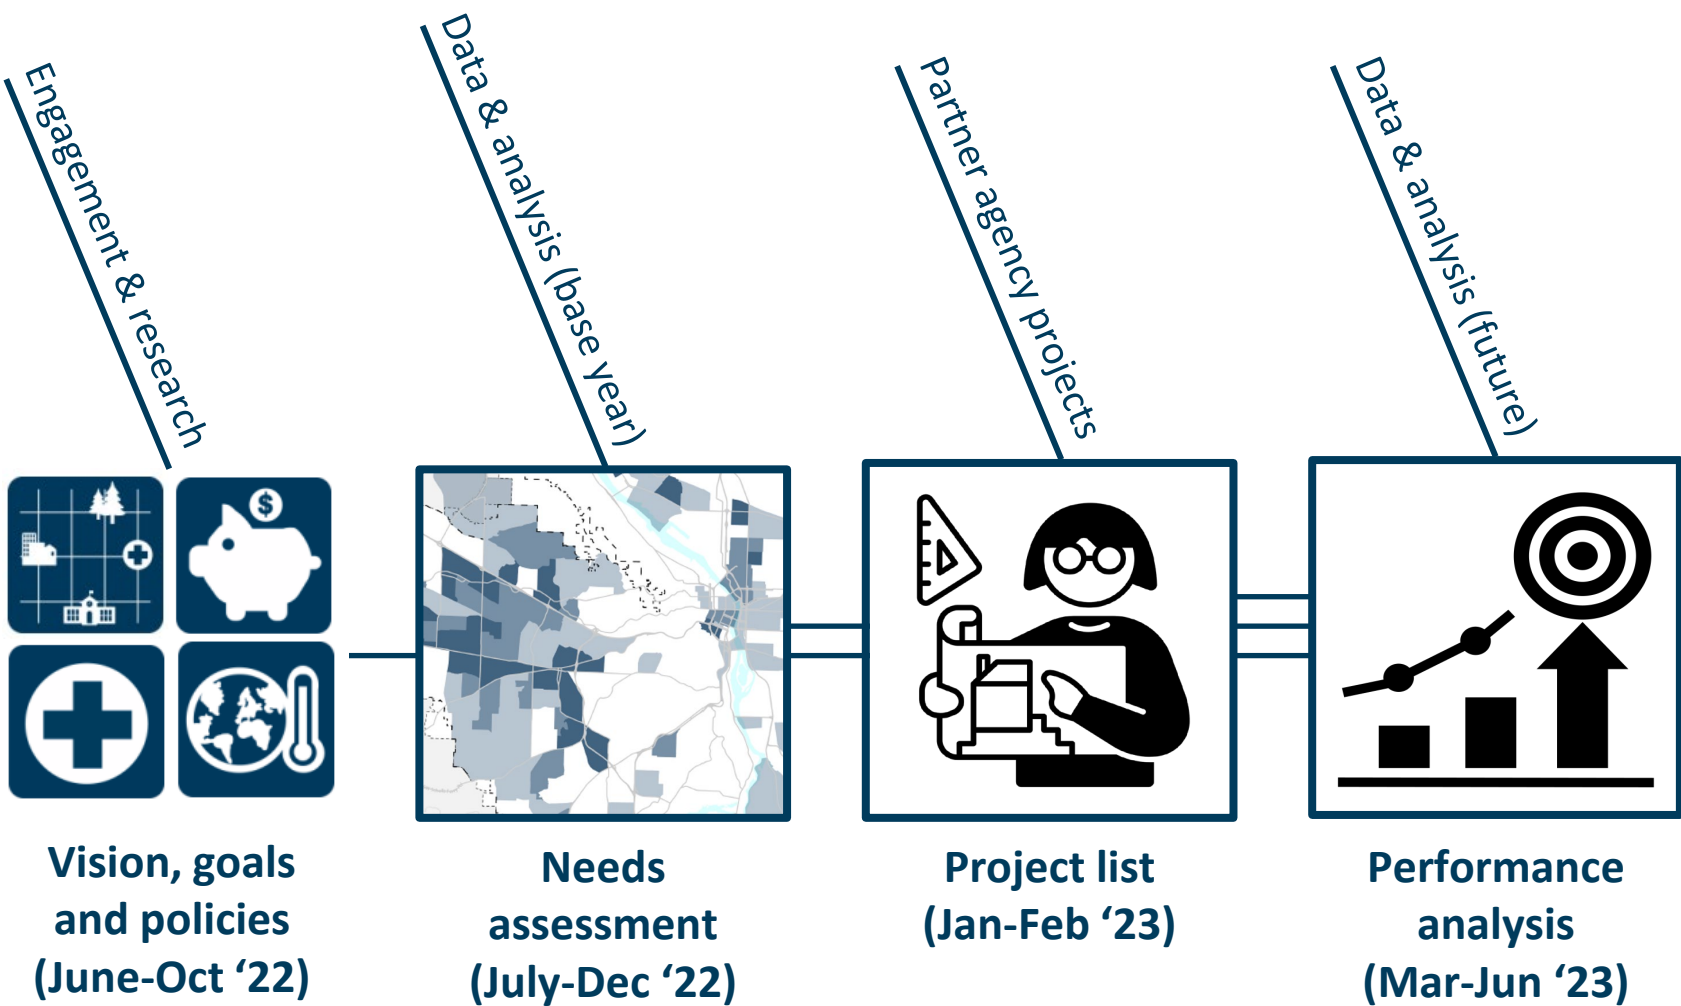 Engagement & research
Data & analysis (base year)
Partner agency projects
Data & analysis (future)
$
Vision, goals
and policies
(June-Oct ‘22)
Needs
assessment
(July-Dec ‘22)
Project list
(Jan-Feb ‘23)
Performance
analysis
(Mar-Jun ‘23)